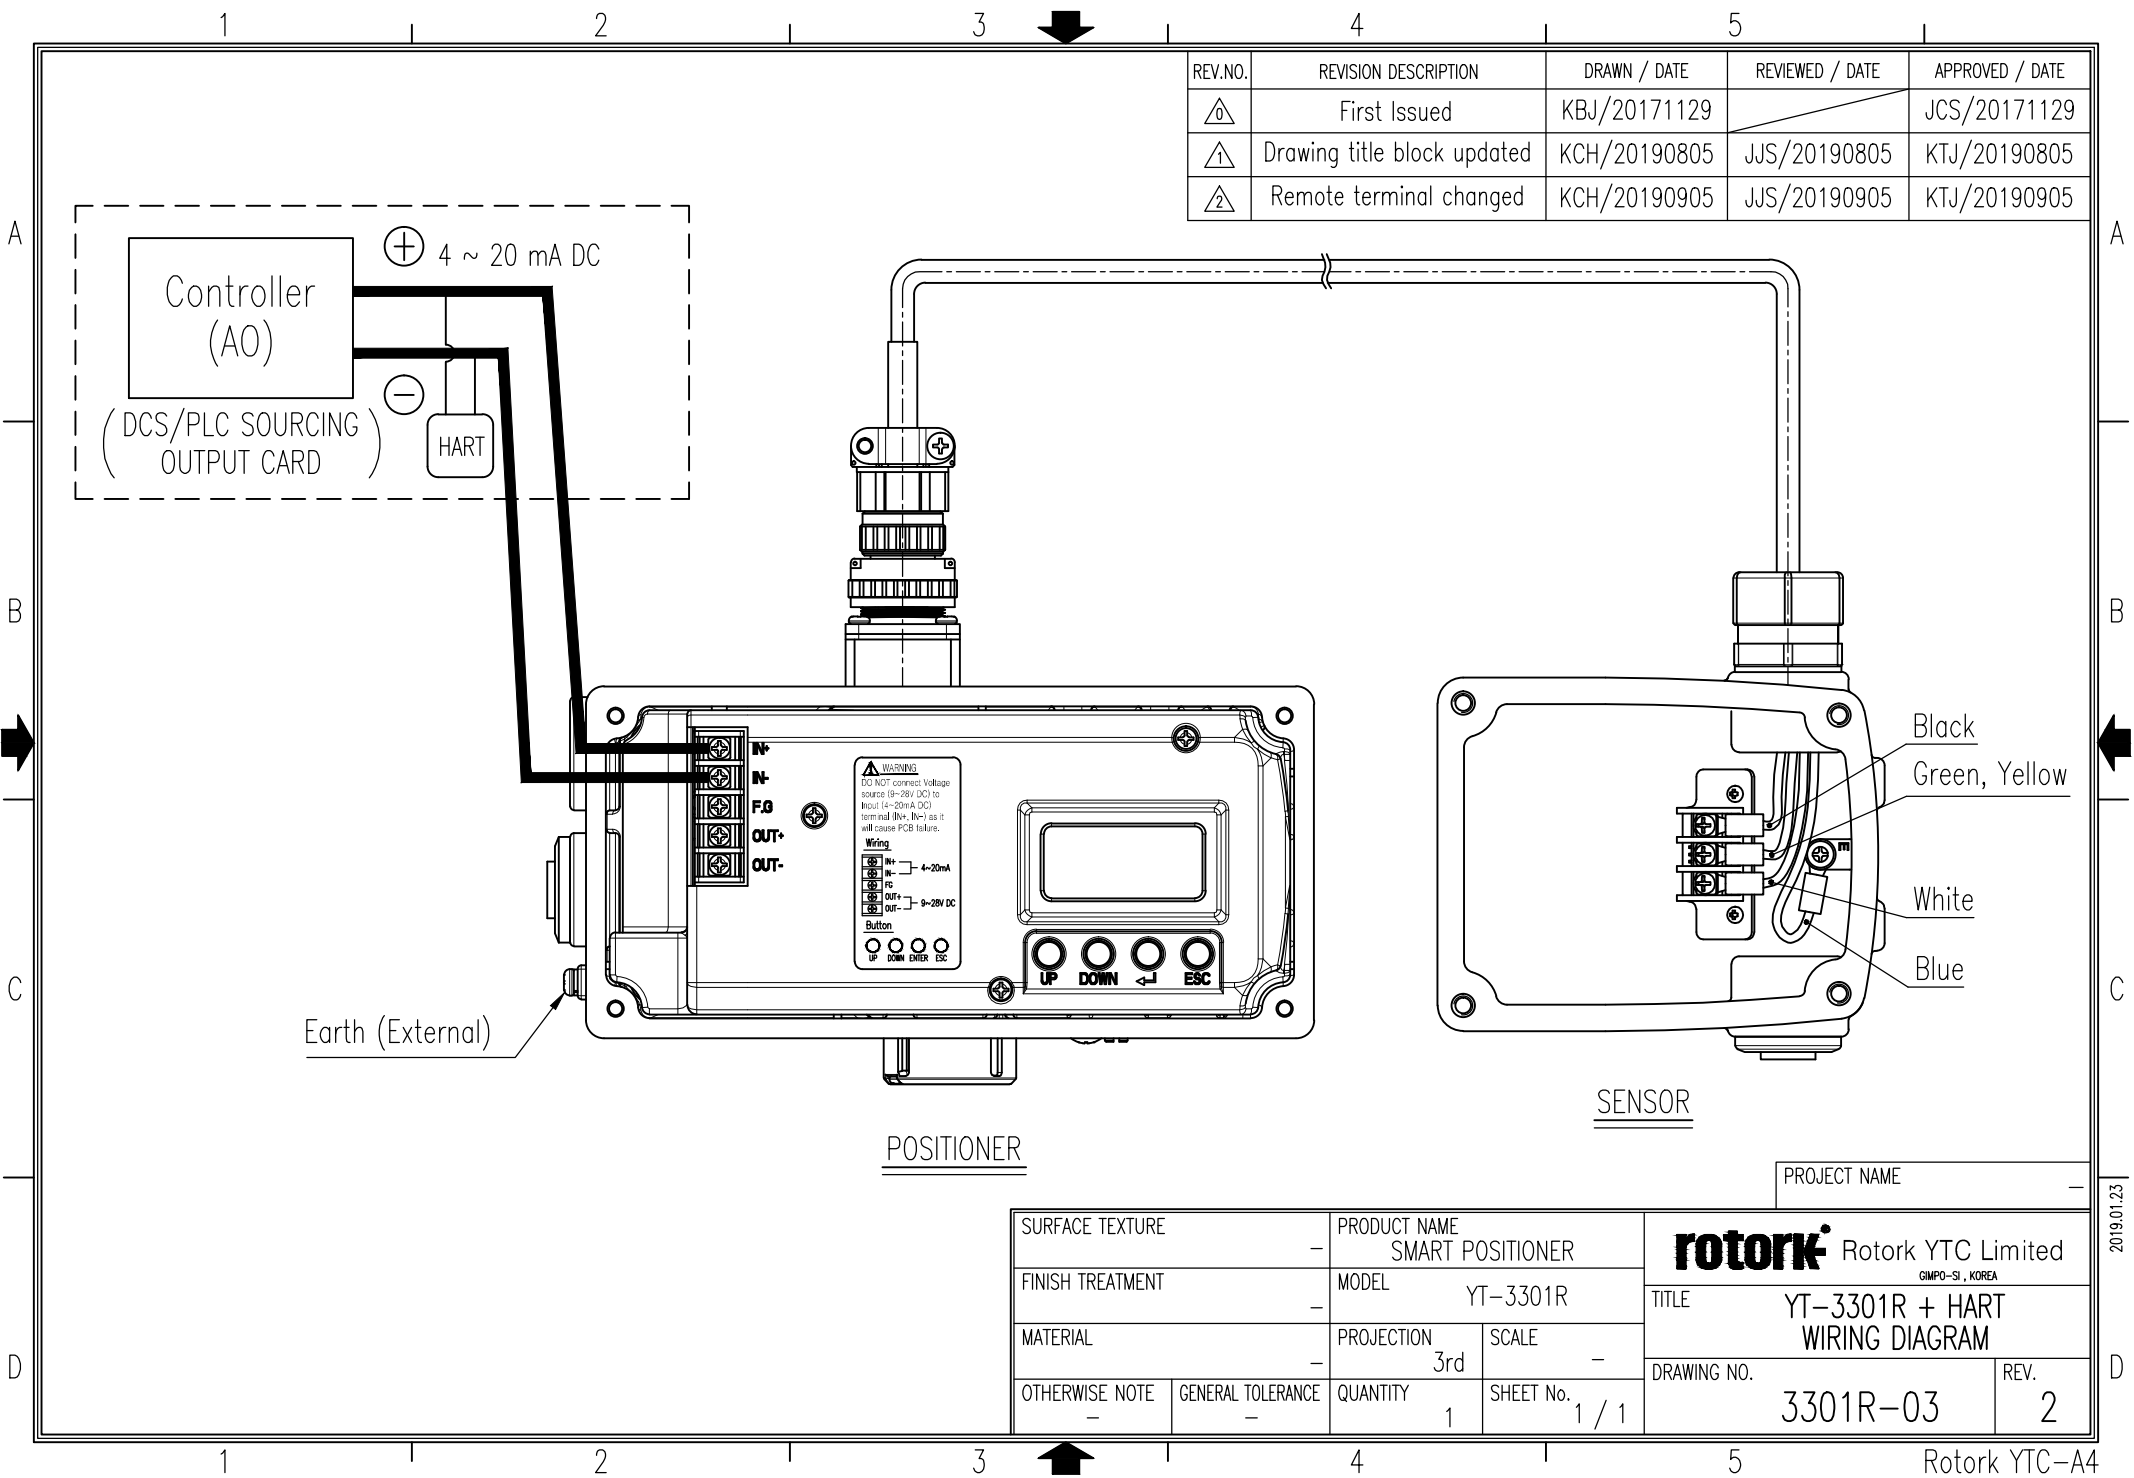 1 2 3 4 5
REV.NO. REVISION DESCRIPTION DRAWN / DATE REVIEWED / DATE APPROVED / DATE
0 First Issued KBJ/20171129 JCS/20171129
1 Drawing title block updated KCH/20190805 JJS/20190805 KTJ/20190805
2 Remote terminal changed KCH/20190905 JJS/20190905 KTJ/20190905
A A
+ 4 ~ 20 mA DC
Controller
(AO)
−
(DCS/PLC SOURCING
OUTPUT CARD)
HART
B B
IN+
IN-
F.G
OUT+
OUT-
WARNING
DO NOT connect Voltage
source (9~28V DC) to
Input (4~20mA DC)
terminal (IN+, IN-) as it
will cause PCB failure.
Wiring
IN+
IN- 4~20mA
FG
OUT+
OUT- 9~28V DC
Button
UP DOWN ENTER ESC
UP DOWN ↵ ESC
Black
Green, Yellow
E
White
Blue
C C
Earth (External)
SENSOR
POSITIONER
PROJECT NAME –
2019.01.23
SURFACE TEXTURE –
PRODUCT NAME
SMART POSITIONER
rotork Rotork YTC Limited
GIMPO-SI , KOREA
FINISH TREATMENT –
MODEL YT-3301R
TITLE YT-3301R + HART
WIRING DIAGRAM
MATERIAL –
PROJECTION 3rd
SCALE –
DRAWING NO. 3301R-03
REV. 2
OTHERWISE NOTE –
GENERAL TOLERANCE –
QUANTITY 1
SHEET No. 1 / 1
D D
1 2 3 4 5
Rotork YTC-A4